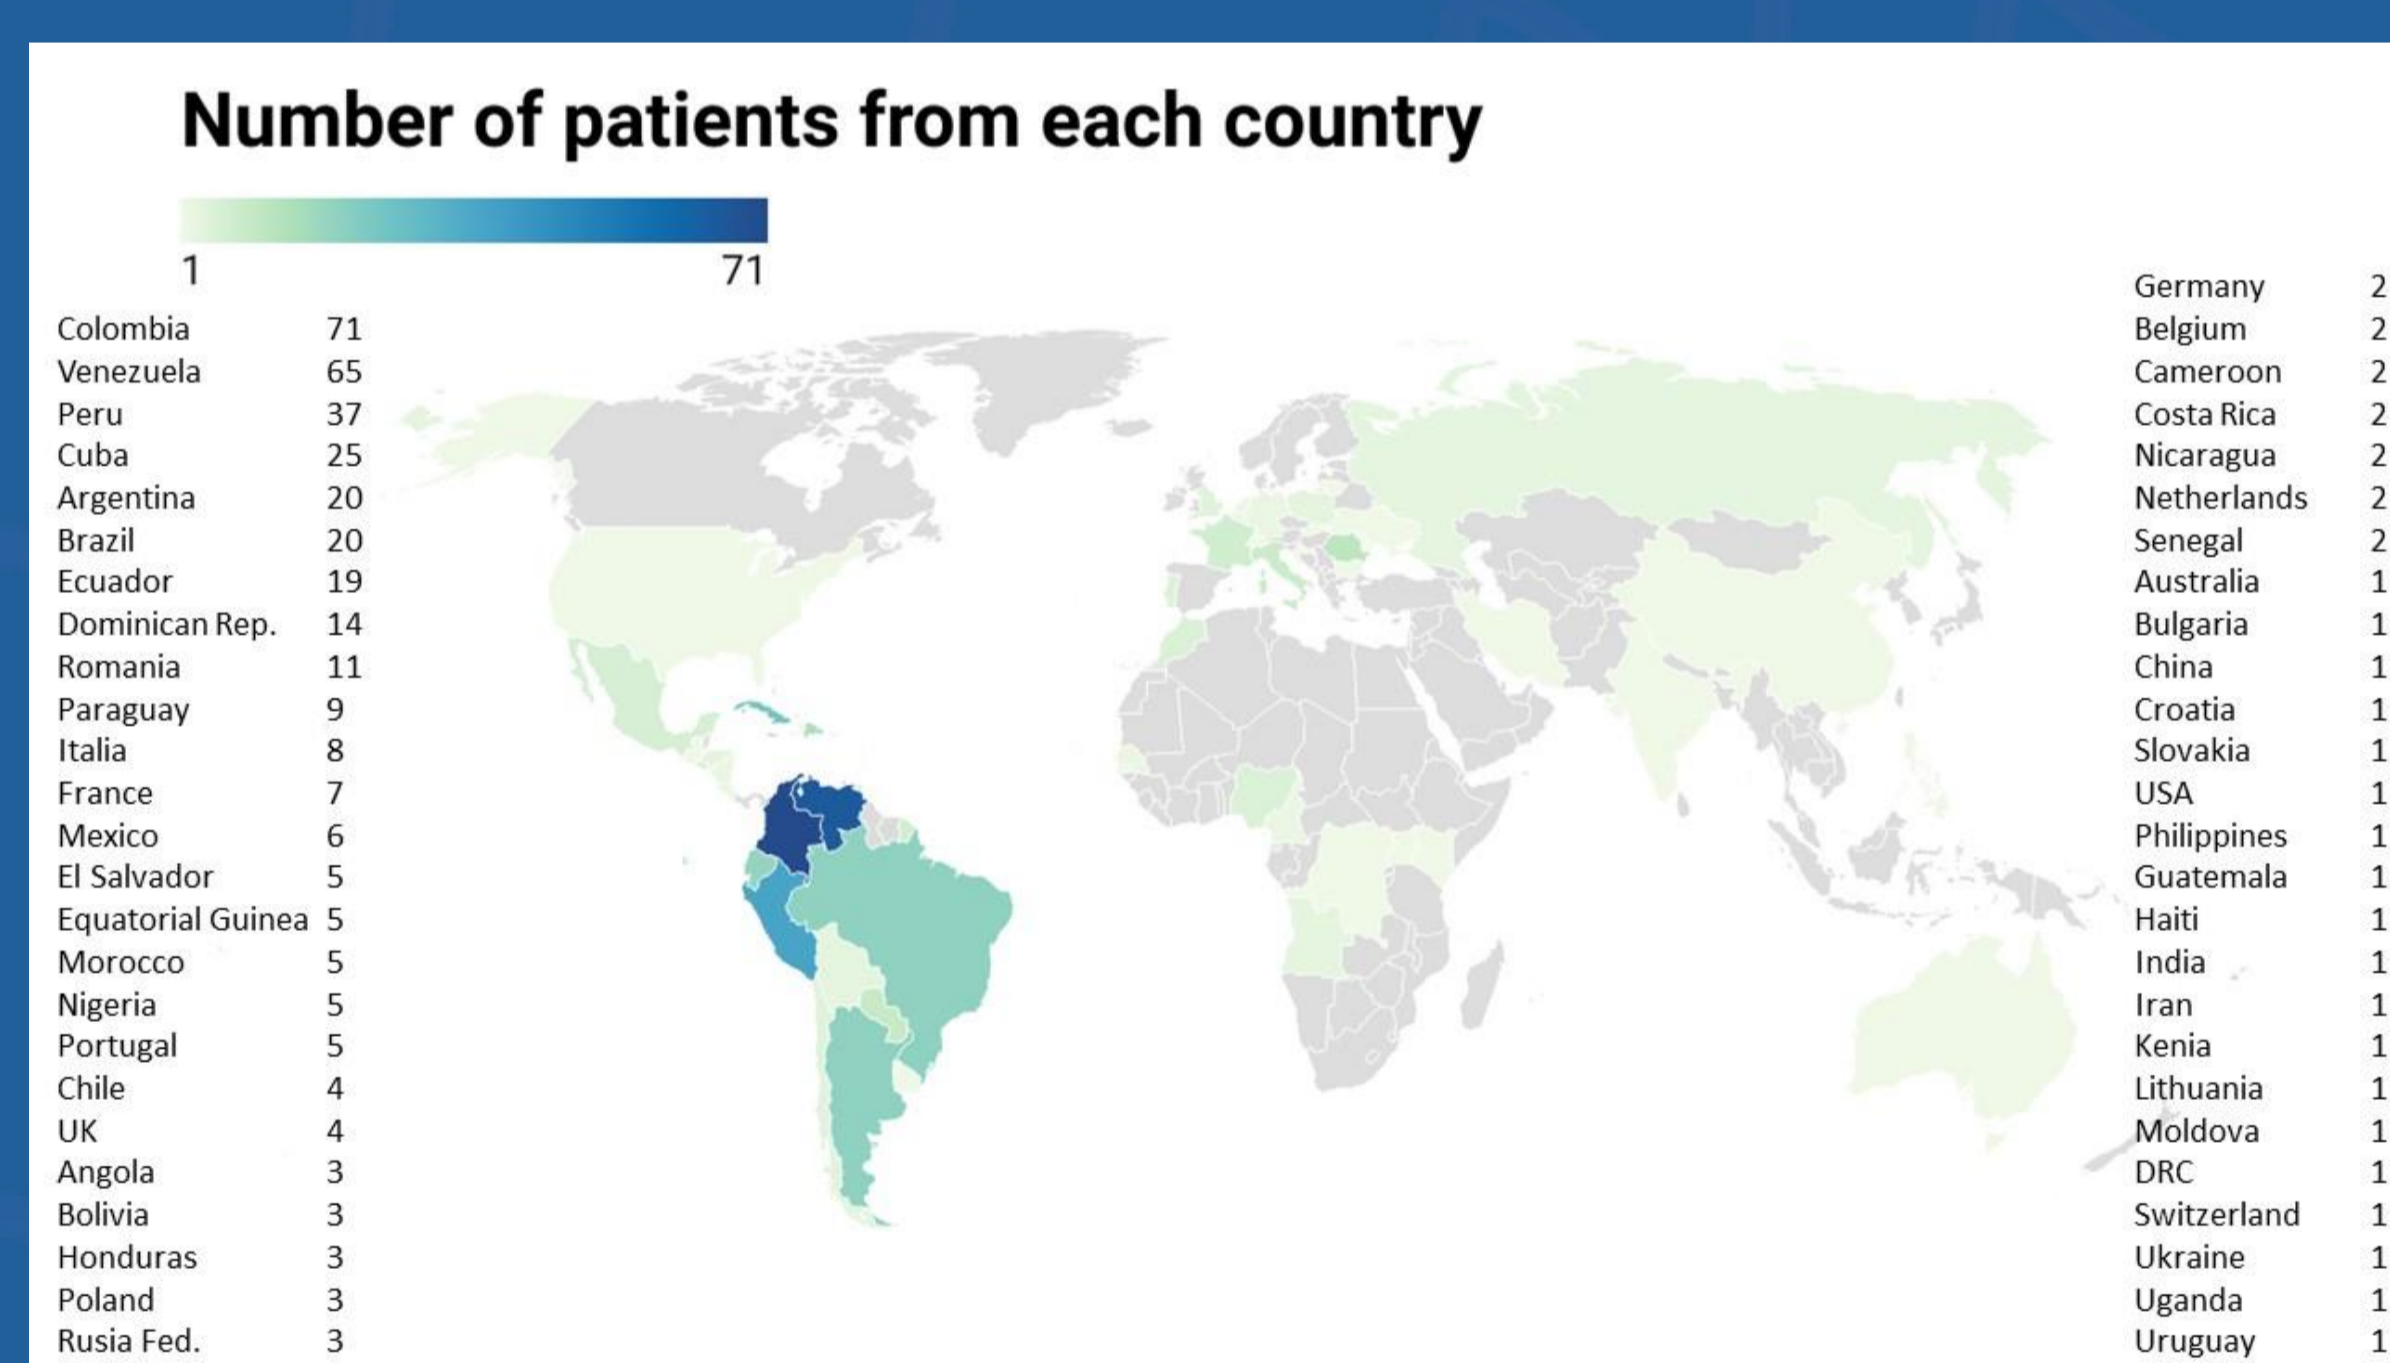 Number of patients from each country
1 71
Colombia 71
Venezuela 65
Peru 37
Cuba 25
Argentina 20
Brazil 20
Ecuador 19
Dominican Rep. 14
Romania 11
Paraguay 9
Italia 8
France 7
Mexico 6
El Salvador 5
Equatorial Guinea 5
Morocco 5
Nigeria 5
Portugal 5
Chile 4
UK 4
Angola 3
Bolivia 3
Honduras 3
Poland 3
Rusia Fed. 3
Germany 2
Belgium 2
Cameroon 2
Costa Rica 2
Nicaragua 2
Netherlands 2
Senegal 2
Australia 1
Bulgaria 1
China 1
Croatia 1
Slovakia 1
USA 1
Philippines 1
Guatemala 1
Haiti 1
India 1
Iran 1
Kenia 1
Lithuania 1
Moldova 1
DRC 1
Switzerland 1
Ukraine 1
Uganda 1
Uruguay 1